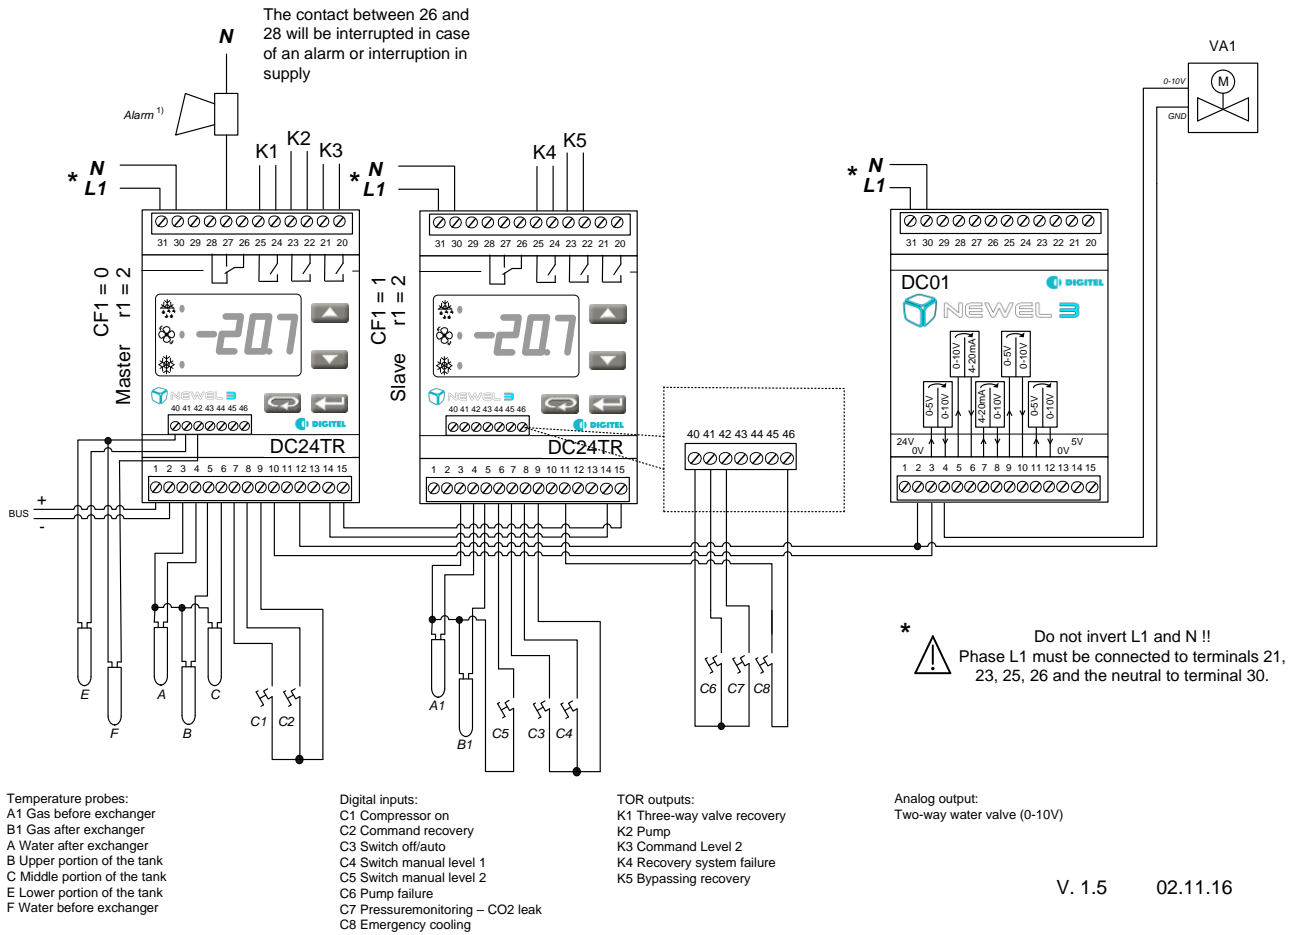 The contact between 26 and
28 will be interrupted in case
of an alarm or interruption in
supply
N
Alarm 1)
VA1
0-10V
M
GND
K1 K2 K3
K4 K5
* N
L1
* N
L1
* N
L1
31 30 29 28 27 26 25 24 23 22 21 20
31 30 29 28 27 26 25 24 23 22 21 20
31 30 29 28 27 26 25 24 23 22 21 20
CF1 = 0
Master r1 = 2
-20.7
NEWEL 3
40 41 42 43 44 45 46
DIGITEL
DC24TR
1 2 3 4 5 6 7 8 9 10 11 12 13 14 15
CF1 = 1
Slave r1 = 2
-20.7
NEWEL 3
40 41 42 43 44 45 46
DIGITEL
DC24TR
1 2 3 4 5 6 7 8 9 10 11 12 13 14 15
40 41 42 43 44 45 46
DC01
DIGITEL
NEWEL 3
0-10V
4-20mA
0-5V
0-10V
0-5V
0-10V
4-20mA
0-10V
0-5V
0-10V
24V
0V
5V
0V
1 2 3 4 5 6 7 8 9 10 11 12 13 14 15
BUS
+
-
E
F
A
B
C
C1 C2
A1
B1
C5 C3 C4
C6 C7 C8
*
Do not invert L1 and N !!
Phase L1 must be connected to terminals 21,
23, 25, 26 and the neutral to terminal 30.
Temperature probes:
A1 Gas before exchanger
B1 Gas after exchanger
A Water after exchanger
B Upper portion of the tank
C Middle portion of the tank
E Lower portion of the tank
F Water before exchanger
Digital inputs:
C1 Compressor on
C2 Command recovery
C3 Switch off/auto
C4 Switch manual level 1
C5 Switch manual level 2
C6 Pump failure
C7 Pressuremonitoring – CO2 leak
C8 Emergency cooling
TOR outputs:
K1 Three-way valve recovery
K2 Pump
K3 Command Level 2
K4 Recovery system failure
K5 Bypassing recovery
Analog output:
Two-way water valve (0-10V)
V. 1.5 02.11.16